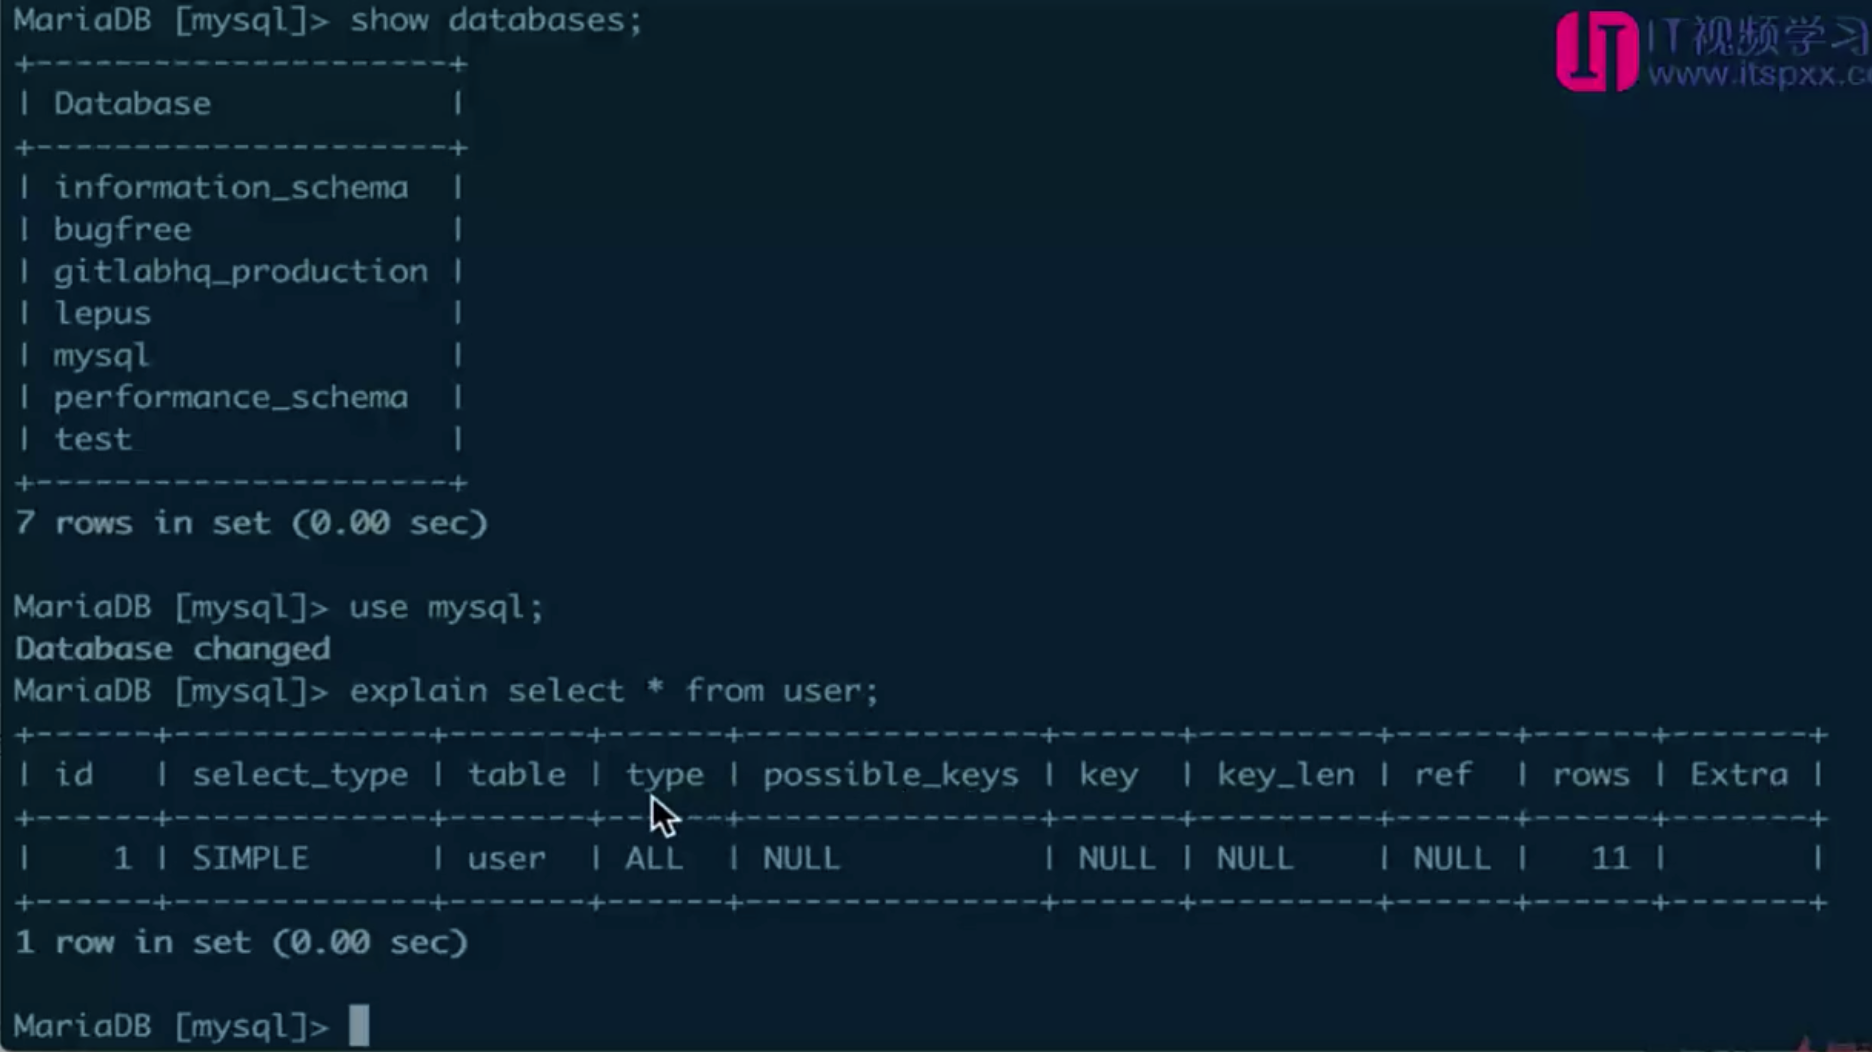 MariaDB [mysql]> show databases;
+----------------------+
| Database             |
+----------------------+
| information_schema   |
| bugfree              |
| gitlabhq_production  |
| lepus                |
| mysql                |
| performance_schema   |
| test                 |
+----------------------+
7 rows in set (0.00 sec)
MariaDB [mysql]> use mysql;
Database changed
MariaDB [mysql]> explain select * from user;
+------+-------------+-------+------+---------------+------+---------+------+------+-------+
| id   | select_type | table | type | possible_keys | key  | key_len | ref  | rows | Extra |
+------+-------------+-------+------+---------------+------+---------+------+------+-------+
|    1 | SIMPLE      | user  | ALL  | NULL          | NULL | NULL    | NULL |   11 |       |
+------+-------------+-------+------+---------------+------+---------+------+------+-------+
1 row in set (0.00 sec)
MariaDB [mysql]>
IT视频学习
www.itspxx.c